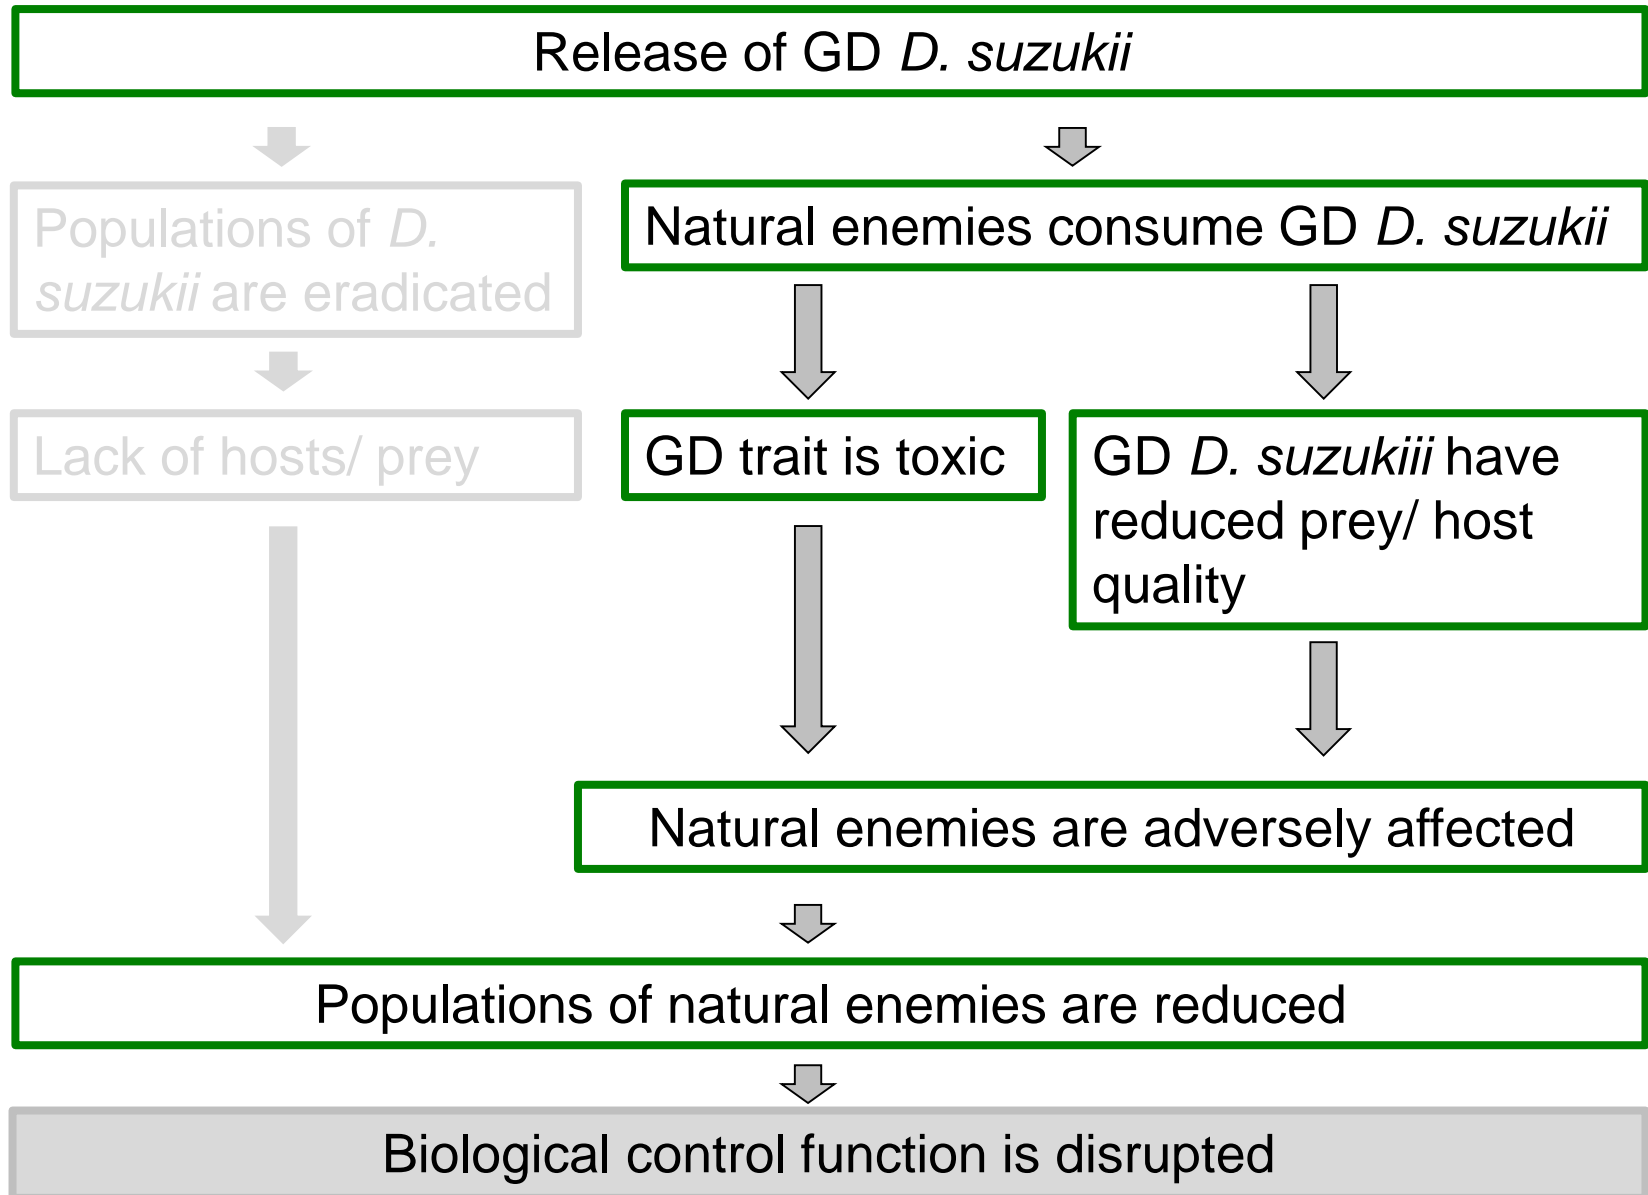 Release of GD D. suzukii
Populations of D.
suzukii are eradicated
Natural enemies consume GD D. suzukii
Lack of hosts/ prey
GD trait is toxic
GD D. suzukiii have
reduced prey/ host
quality
Natural enemies are adversely affected
Populations of natural enemies are reduced
Biological control function is disrupted